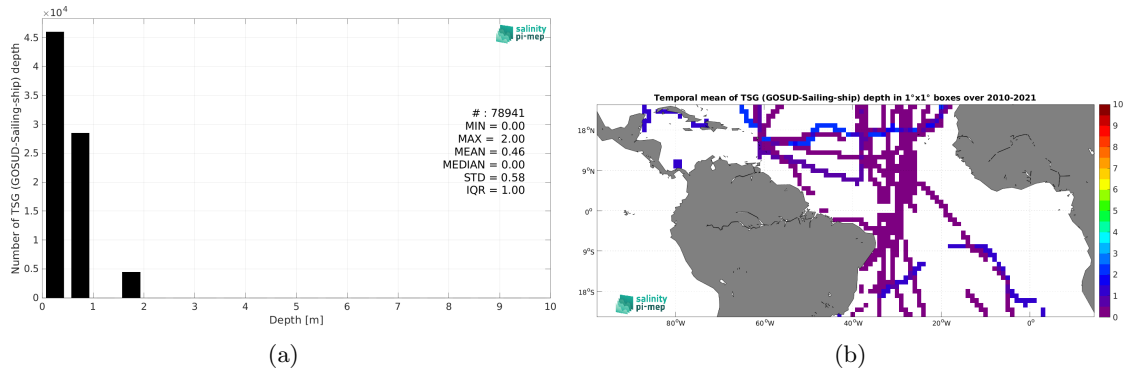 ×10⁴
4.5
4
3.5
3
2.5
2
1.5
1
0.5
0
Number of TSG (GOSUD-Sailing-ship) depth
salinity
pi-mep
# : 78941
MIN = 0.00
MAX = 2.00
MEAN = 0.46
MEDIAN = 0.00
STD = 0.58
IQR = 1.00
0 1 2 3 4 5 6 7 8 9 10
Depth [m]
(a)
Temporal mean of TSG (GOSUD-Sailing-ship) depth in 1°x1° boxes over 2010-2021
18°N
9°N
0°
9°S
18°S
salinity
pi-mep
80°W 60°W 40°W 20°W 0°
10
9
8
7
6
5
4
3
2
1
0
(b)